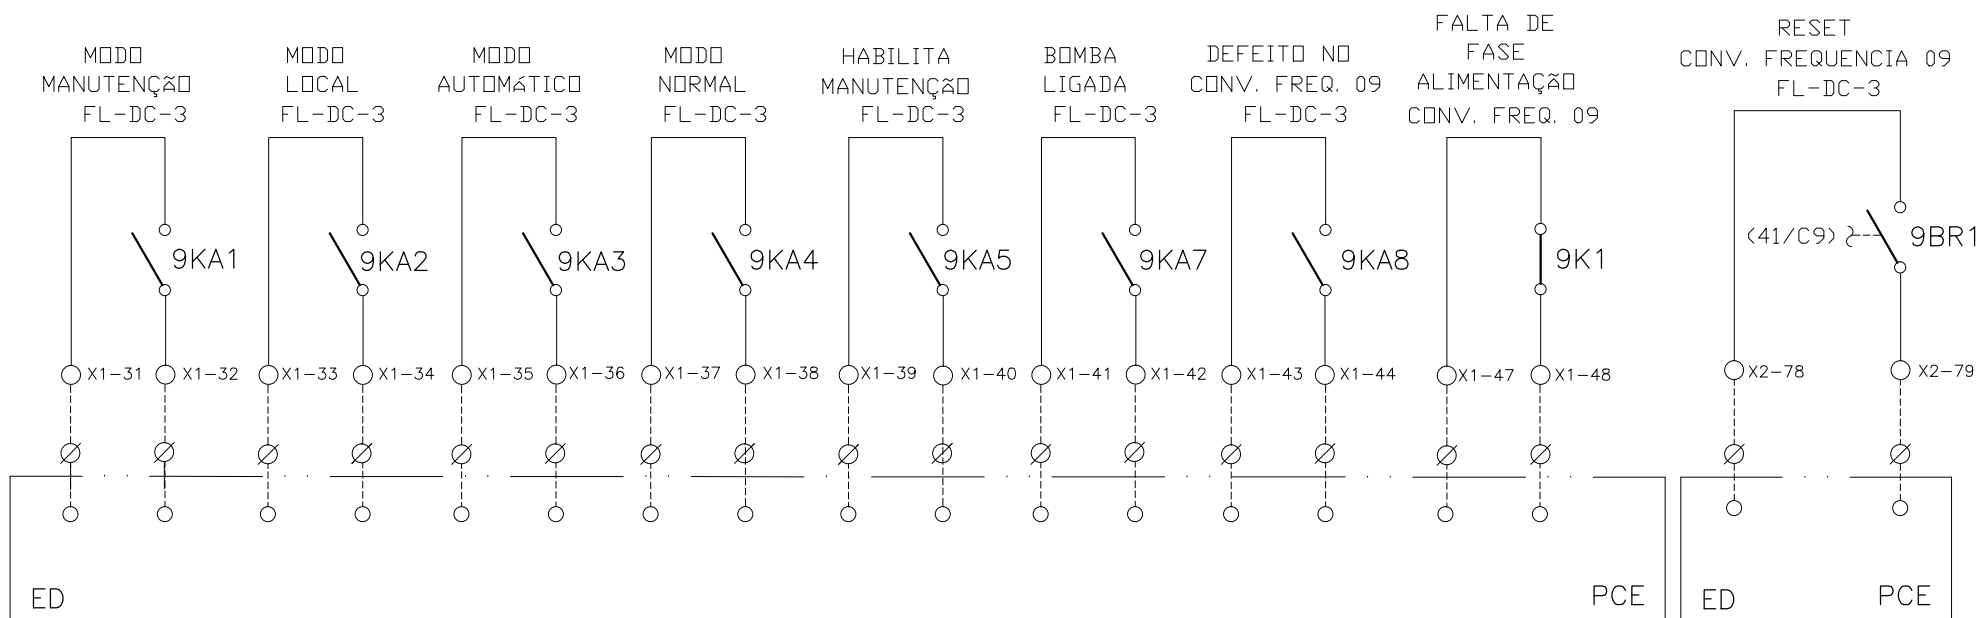 MODO
MANUTENÇÃO
FL-DC-3
MODO
LOCAL
FL-DC-3
MODO
AUTOMáTICO
FL-DC-3
MODO
NORMAL
FL-DC-3
HABILITA
MANUTENÇÃO
FL-DC-3
BOMBA
LIGADA
FL-DC-3
DEFEITO NO
CONV. FREQ. 09
FL-DC-3
FALTA DE
FASE
ALIMENTAÇÃO
CONV. FREQ. 09
RESET
CONV. FREQUENCIA 09
FL-DC-3
9KA1
9KA2
9KA3
9KA4
9KA5
9KA7
9KA8
9K1
(41/C9)
9BR1
X1-31
X1-32
X1-33
X1-34
X1-35
X1-36
X1-37
X1-38
X1-39
X1-40
X1-41
X1-42
X1-43
X1-44
X1-47
X1-48
X2-78
X2-79
ED
PCE
ED
PCE